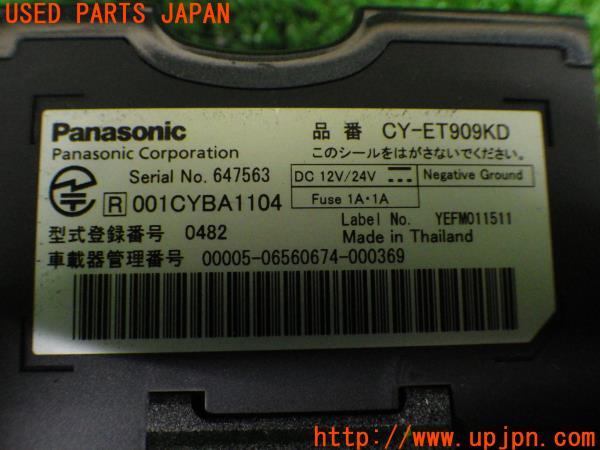 USED PARTS JAPAN
Panasonic
品番 CY-ET909KD
Panasonic Corporation
このシールをはがさないでください。
Serial No. 647563
DC 12V/24V
Negative Ground
R 001CYBA1104
Fuse 1A・1A
Label No. YEFM011511
型式登録番号 0482
Made in Thailand
車載器管理番号 00005-06560674-000369
http://www.upjpn.com